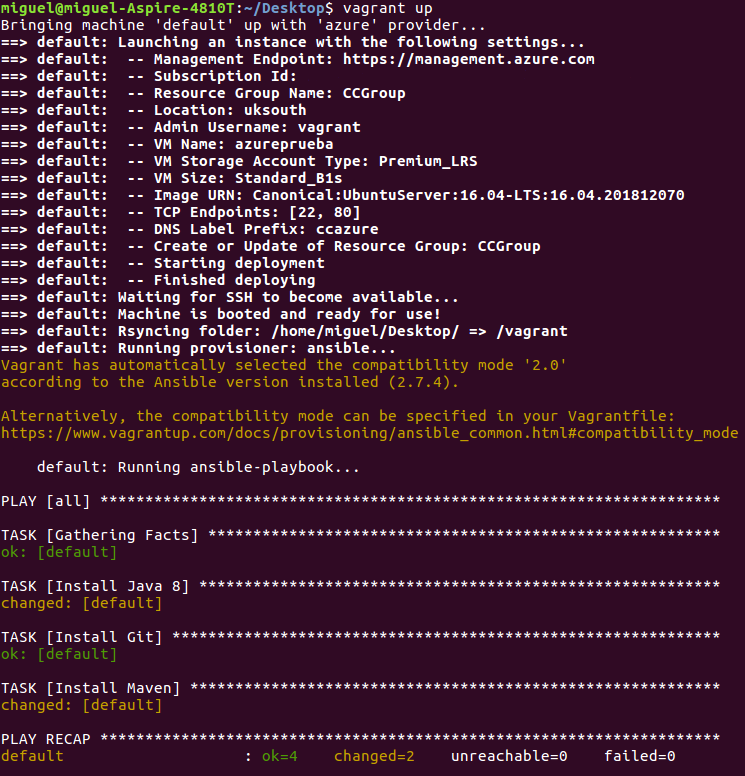 miguel@miguel-Aspire-4810T:~/Desktop$ vagrant up
Bringing machine 'default' up with 'azure' provider...
==> default: Launching an instance with the following settings...
==> default:  -- Management Endpoint: https://management.azure.com
==> default:  -- Subscription Id:
==> default:  -- Resource Group Name: CCGroup
==> default:  -- Location: uksouth
==> default:  -- Admin Username: vagrant
==> default:  -- VM Name: azureprueba
==> default:  -- VM Storage Account Type: Premium_LRS
==> default:  -- VM Size: Standard_B1s
==> default:  -- Image URN: Canonical:UbuntuServer:16.04-LTS:16.04.201812070
==> default:  -- TCP Endpoints: [22, 80]
==> default:  -- DNS Label Prefix: ccazure
==> default:  -- Create or Update of Resource Group: CCGroup
==> default:  -- Starting deployment
==> default:  -- Finished deploying
==> default: Waiting for SSH to become available...
==> default: Machine is booted and ready for use!
==> default: Rsyncing folder: /home/miguel/Desktop/ => /vagrant
==> default: Running provisioner: ansible...
Vagrant has automatically selected the compatibility mode '2.0'
according to the Ansible version installed (2.7.4).

Alternatively, the compatibility mode can be specified in your Vagrantfile:
https://www.vagrantup.com/docs/provisioning/ansible_common.html#compatibility_mode

    default: Running ansible-playbook...

PLAY [all] *********************************************************************

TASK [Gathering Facts] *********************************************************
ok: [default]

TASK [Install Java 8] **********************************************************
changed: [default]

TASK [Install Git] *************************************************************
ok: [default]

TASK [Install Maven] ***********************************************************
changed: [default]

PLAY RECAP *********************************************************************
default                    : ok=4    changed=2    unreachable=0    failed=0